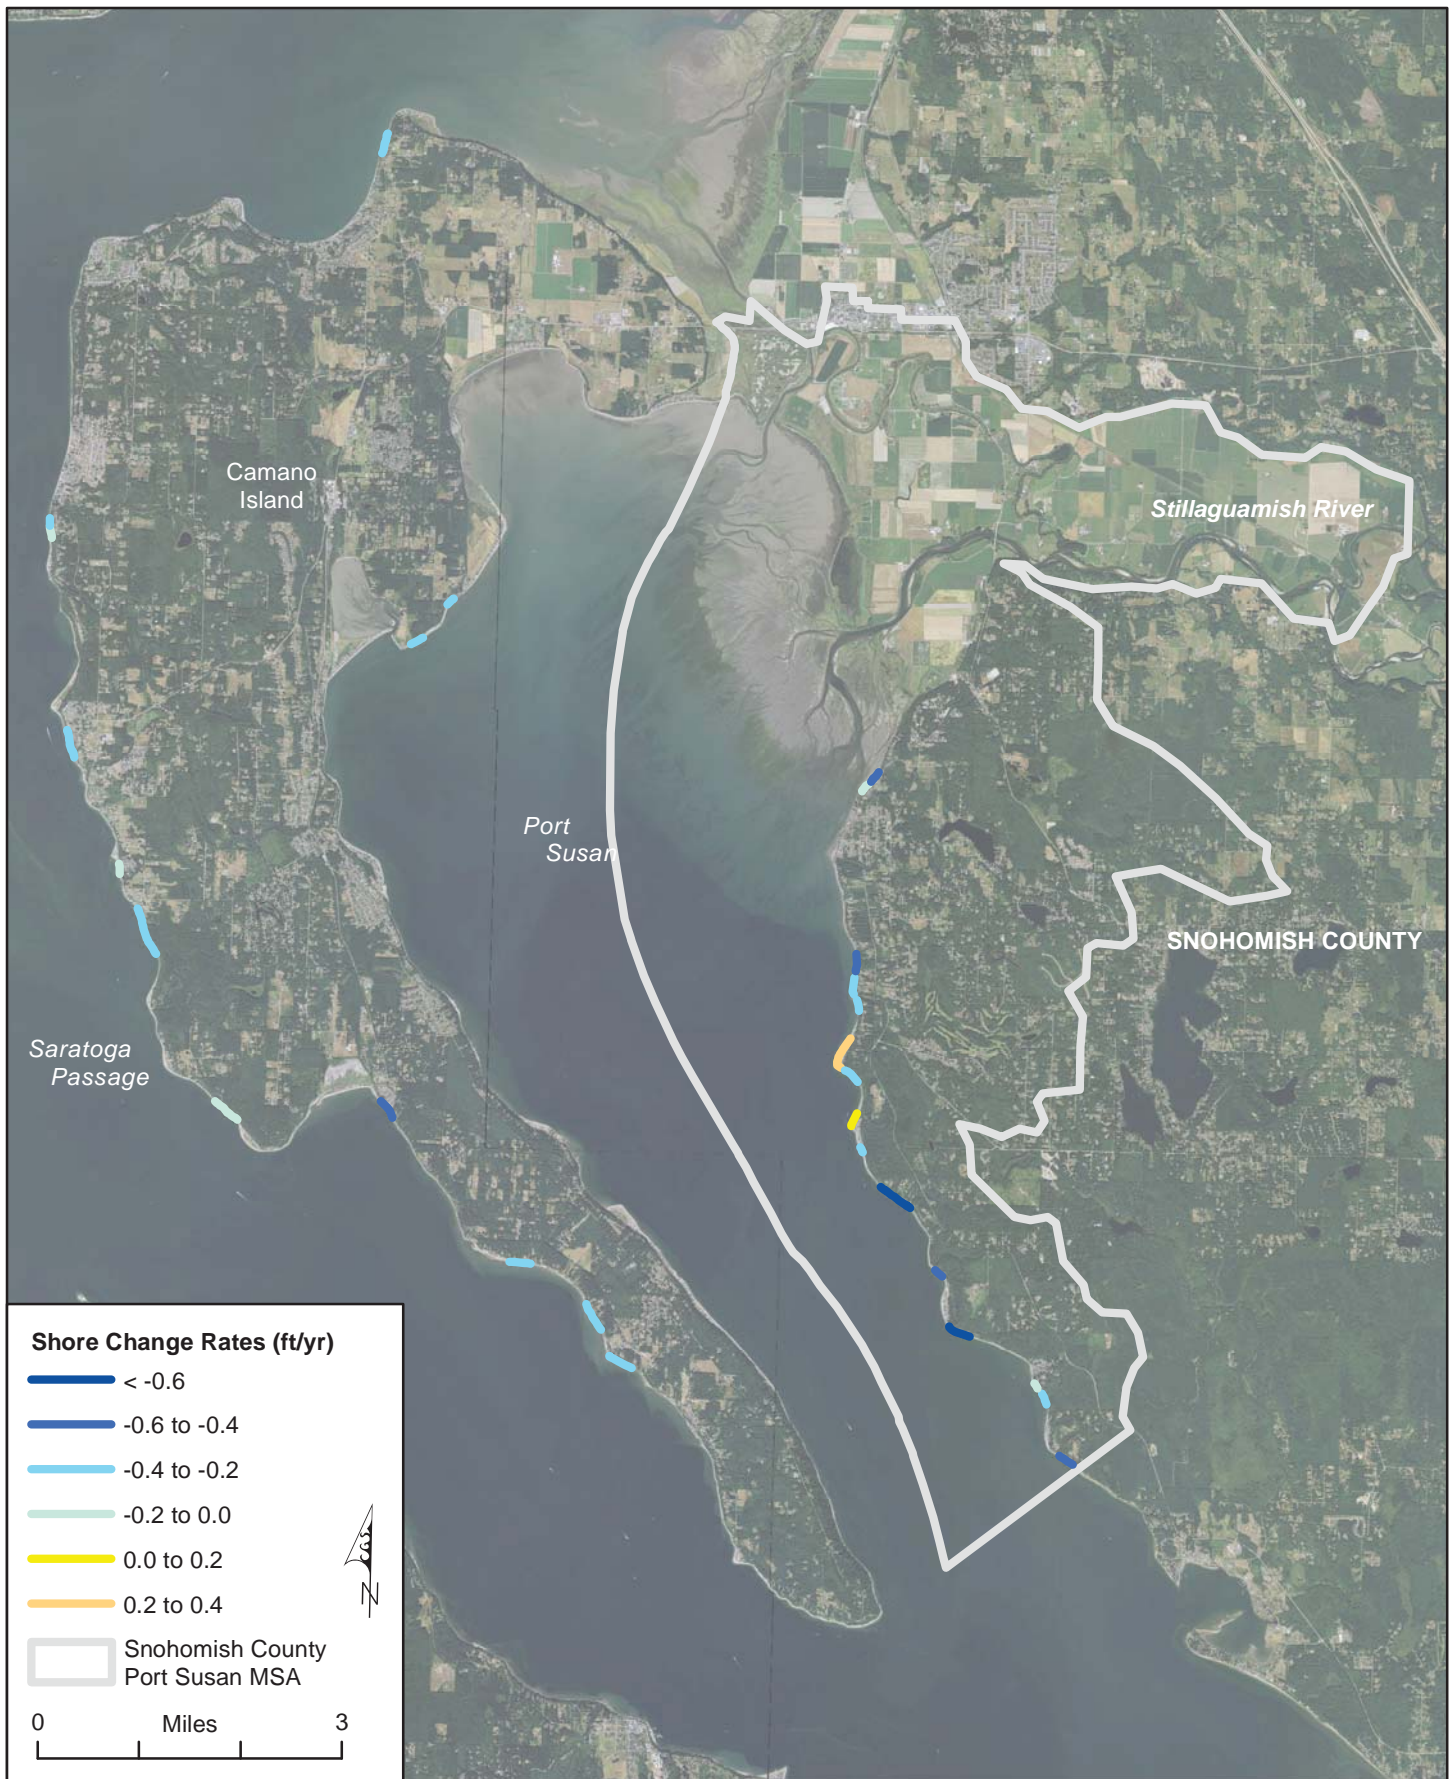 Camano
Island
Stillaguamish River
Port
Susan
SNOHOMISH COUNTY
Saratoga
Passage
Shore Change Rates (ft/yr)
< -0.6
-0.6 to -0.4
-0.4 to -0.2
-0.2 to 0.0
0.0 to 0.2
0.2 to 0.4
Snohomish County
Port Susan MSA
N
0 Miles 3